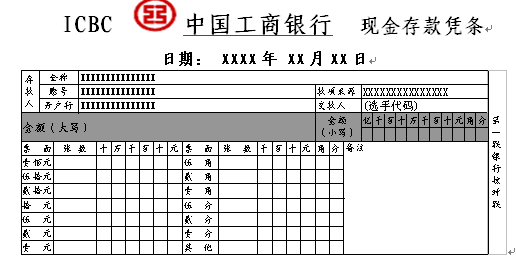 ICBC 中国工商银行 现金存款凭条
日期： XXXX 年 XX 月 XX 日
存款人 全称 XXXXXXXXXXXXXXX
账号 XXXXXXXXXXXXXXX 款项来源 XXXXXXXXXXXXXXX
开户行 XXXXXXXXXXXXXXX 交款人 (选手代码)
金额（大写） 金额（小写） 亿 千 百 十 万 千 百 十 元 角 分
票 面 张 数 十 万 千 百 十 元 票 面 张 数 千 百 十 元 角 分 备注
壹佰元 伍 角
伍拾元 贰 角
贰拾元 壹 角
拾 元 伍 分
伍 元 贰 分
贰 元 壹 分
壹 元 其 他
第一联银行核对联